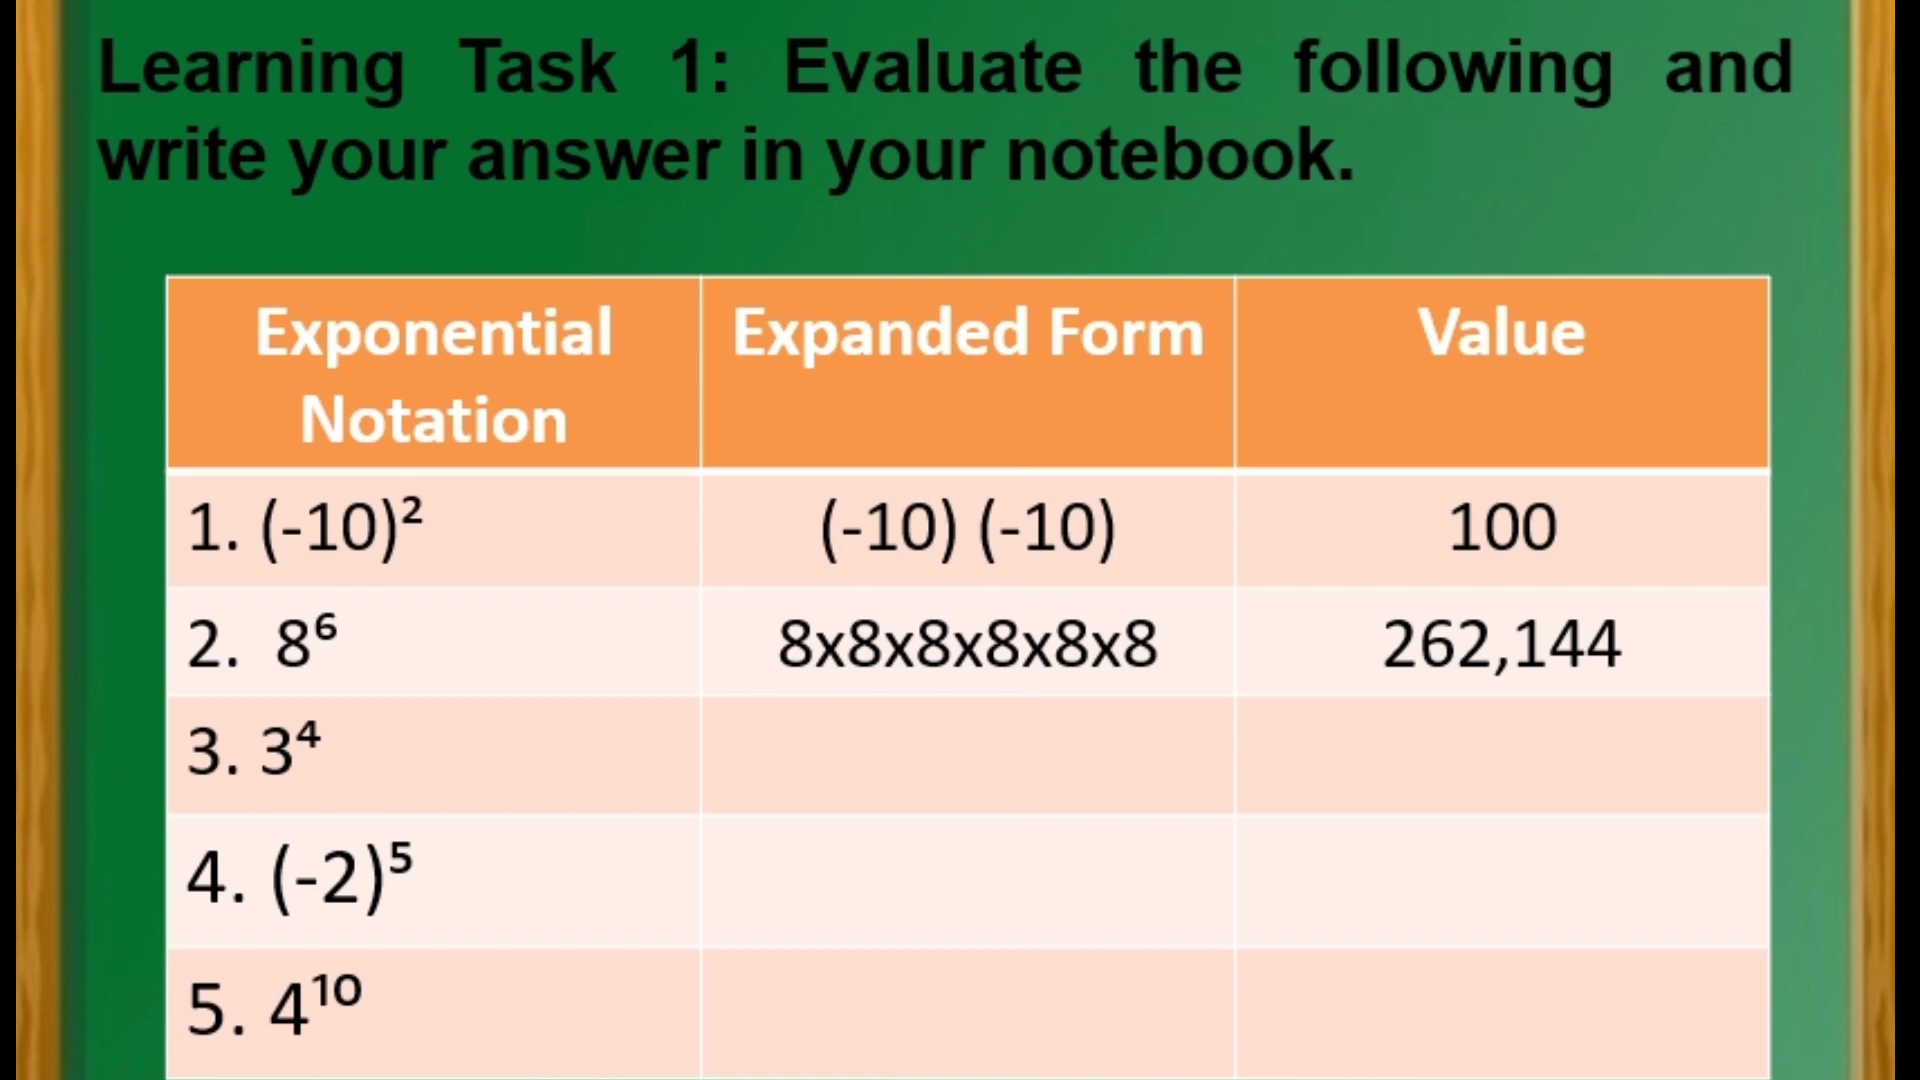 Learning Task 1: Evaluate the following and
write your answer in your notebook.
Exponential Notation Expanded Form Value
1. (-10)² (-10) (-10) 100
2. 8⁶ 8x8x8x8x8x8 262,144
3. 3⁴
4. (-2)⁵
5. 4¹⁰